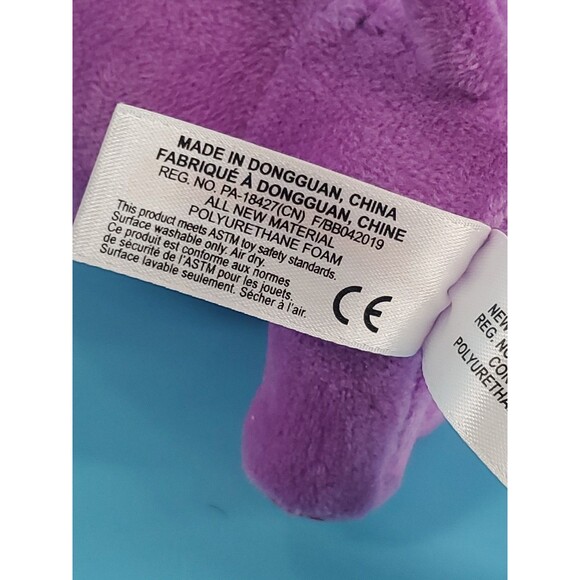 MADE IN DONGGUAN, CHINA
FABRIQUÉ À DONGGUAN, CHINE
REG. NO. PA-18427(CN) F/BB042019
ALL NEW MATERIAL
POLYURETHANE FOAM
This product meets ASTM toy safety standards.
Surface washable only. Air dry.
Ce produit est conforme aux normes
de sécurité de l'ASTM pour les jouets.
Surface lavable seulement. Sécher à l'air.
CE
NEW
REG. NO
CON
POLYURETHAN